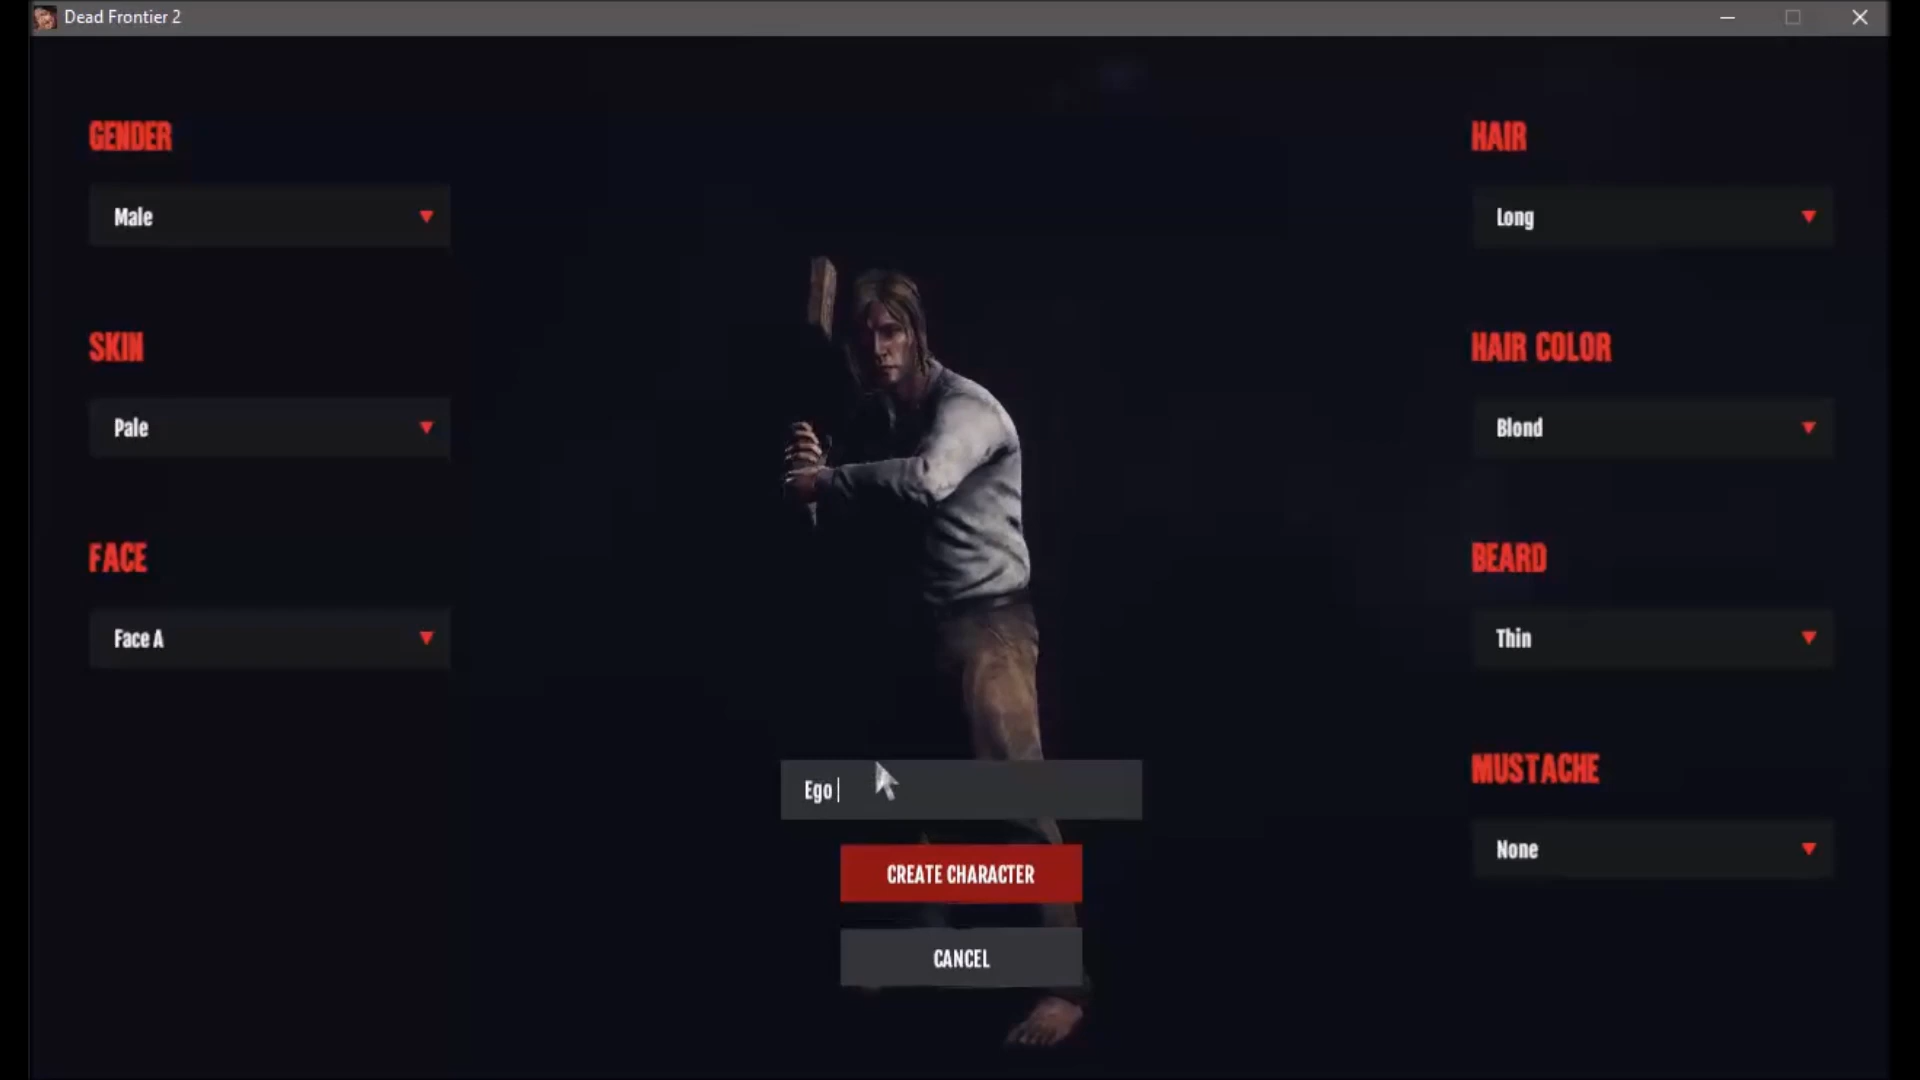 Dead Frontier 2
GENDER
Male
SKIN
Pale
FACE
Face A
HAIR
Long
HAIR COLOR
Blond
BEARD
Thin
MUSTACHE
None
Ego
CREATE CHARACTER
CANCEL